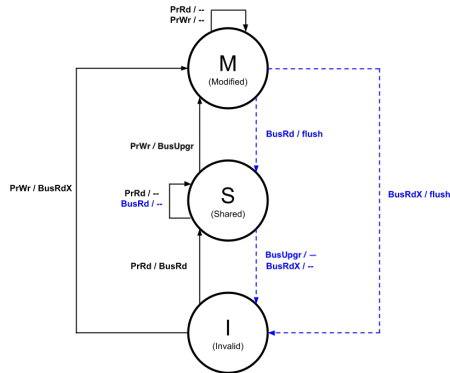 PrRd / --
PrWr / --
M
(Modified)
BusRd / flush
PrWr / BusUpgr
PrWr / BusRdX
PrRd / --
BusRd / --
S
(Shared)
BusRdX / flush
BusUpgr / --
BusRdX / --
PrRd / BusRd
I
(Invalid)